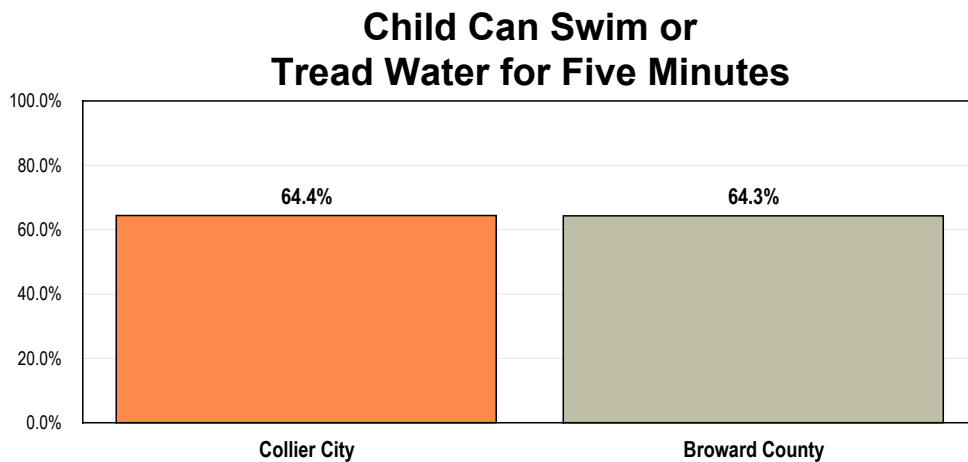 Child Can Swim or
Tread Water for Five Minutes
100.0%
80.0%
60.0%
40.0%
20.0%
0.0%
64.4%
64.3%
Collier City
Broward County